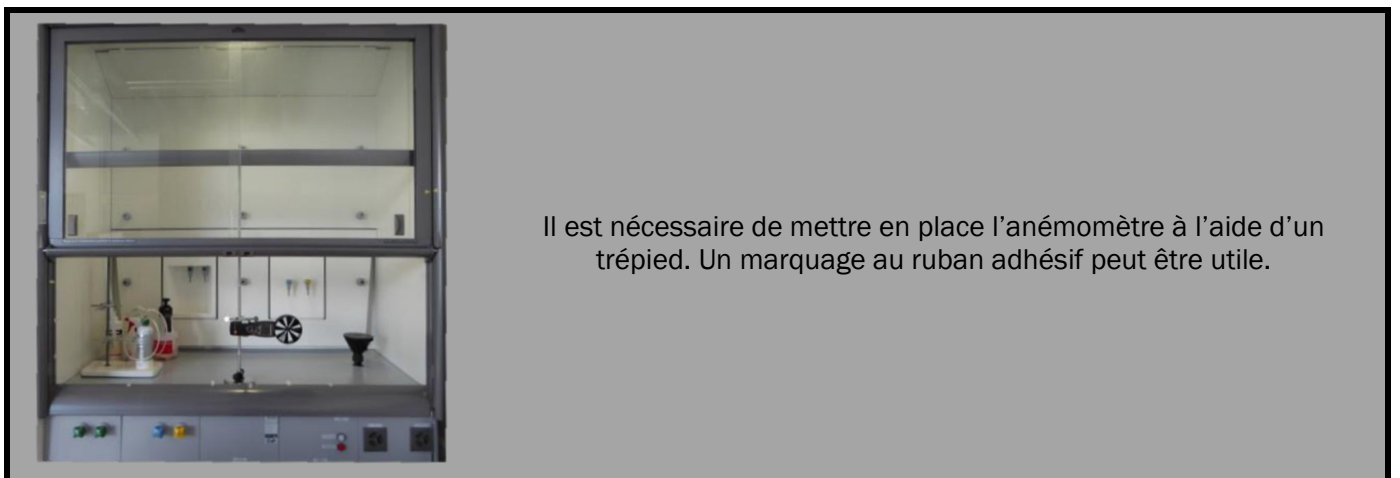 Il est nécessaire de mettre en place l’anémomètre à l’aide d’un
trépied. Un marquage au ruban adhésif peut être utile.